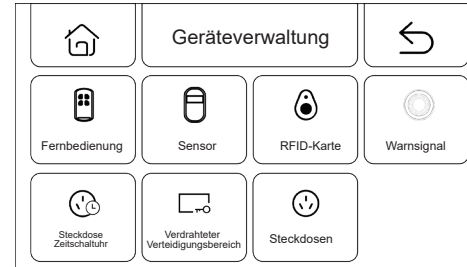 Geräteverwaltung
Fernbedienung
Sensor
RFID-Karte
Warnsignal
Steckdose
Zeitschaltuhr
Verdrahteter
Verteidigungsbereich
Steckdosen